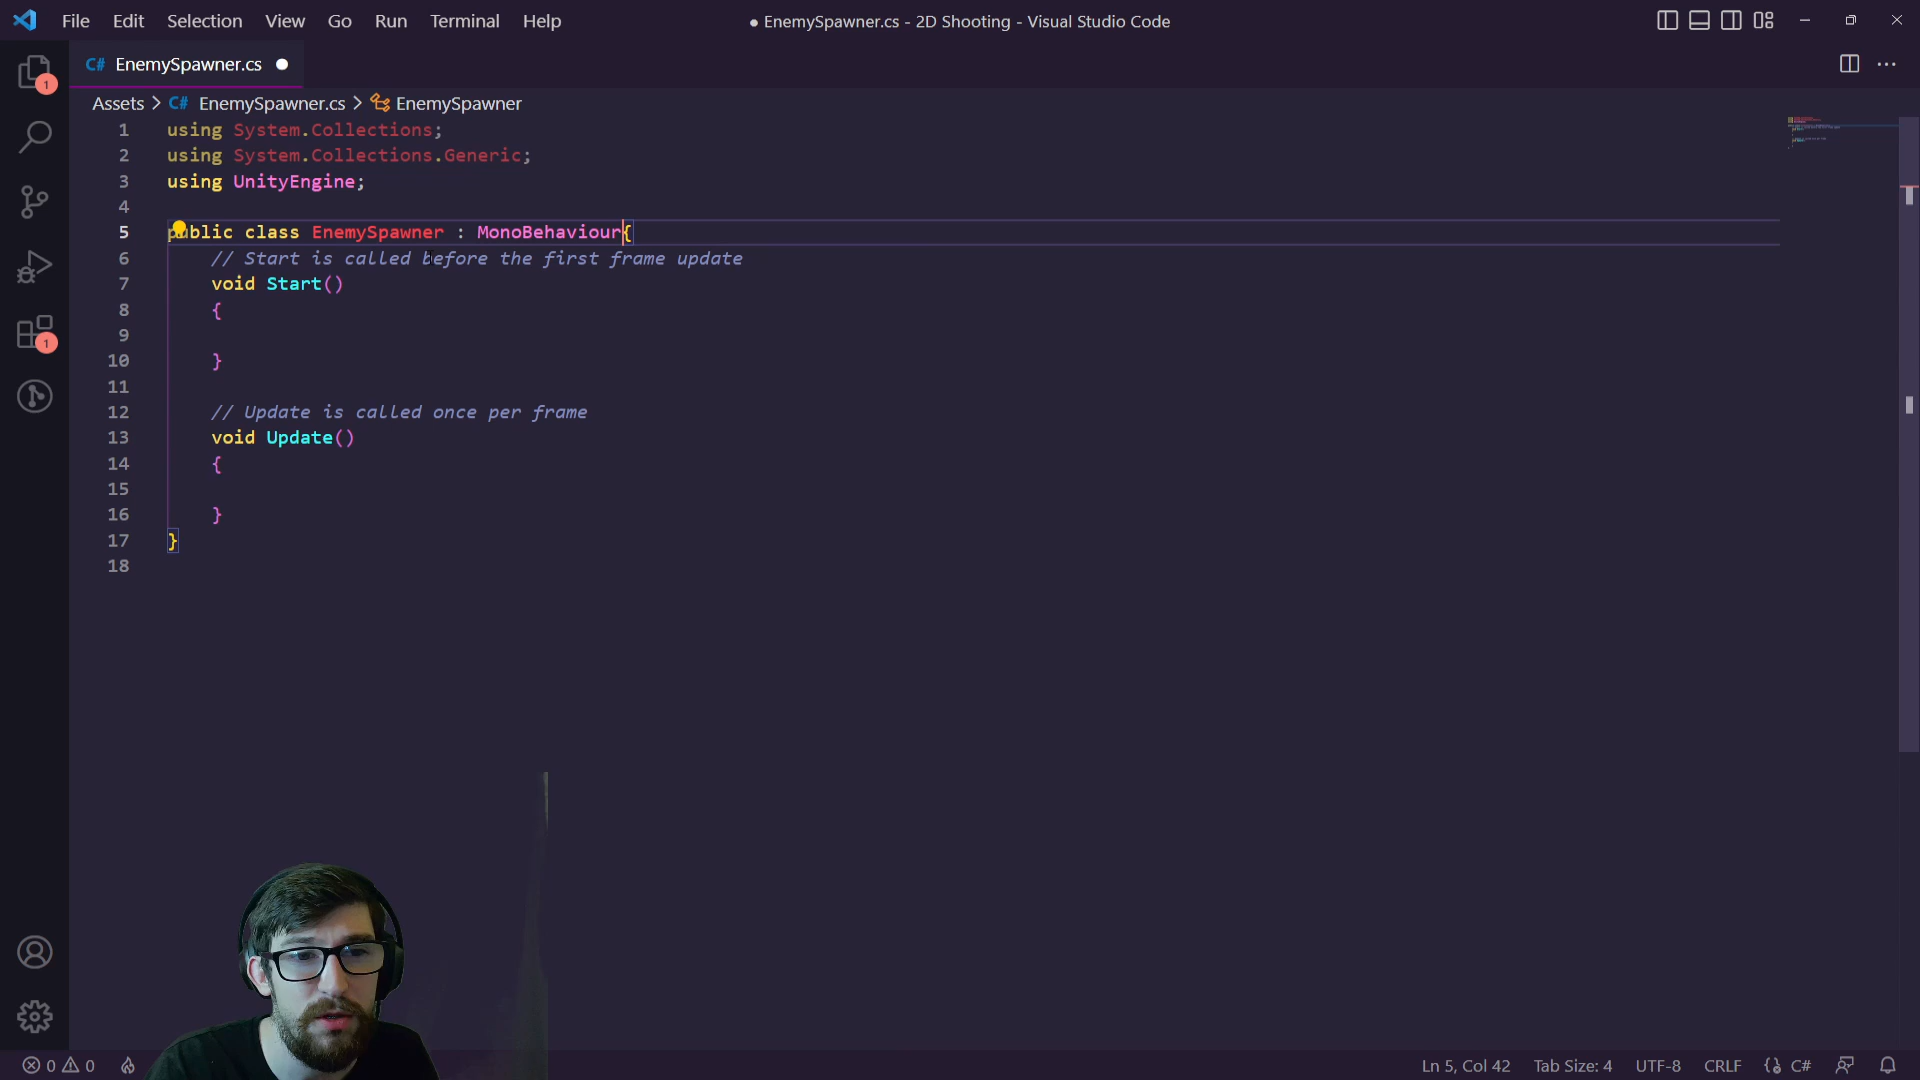 File Edit Selection View Go Run Terminal Help
● EnemySpawner.cs - 2D Shooting - Visual Studio Code
C# EnemySpawner.cs ●
1
Assets > C# EnemySpawner.cs > EnemySpawner
1 using System.Collections;
2 using System.Collections.Generic;
3 using UnityEngine;
4
5 public class EnemySpawner : MonoBehaviour{
6 // Start is called before the first frame update
7 void Start()
8 {
9
10 }
11
12 // Update is called once per frame
13 void Update()
14 {
15
16 }
17 }
18
1
0 0
Ln 5, Col 42 Tab Size: 4 UTF-8 CRLF {} C#